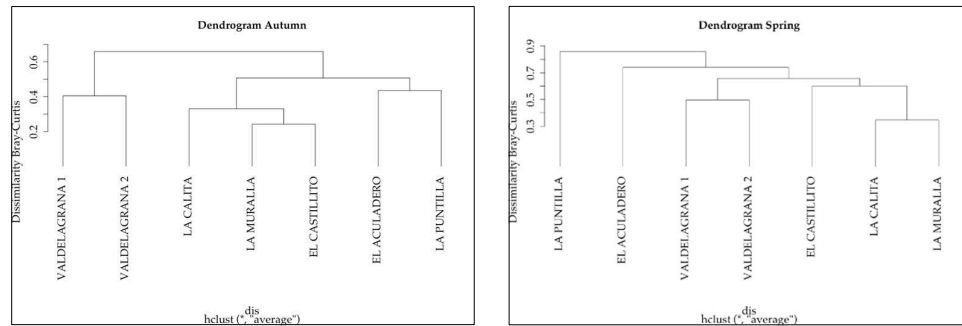 Dendrogram Autumn
Dissimilarity Bray-Curtis
0.2 0.4 0.6
VALDELAGRANA 1
VALDELAGRANA 2
LA CALITA
LA MURALLA
EL CASTILLITO
EL ACULADERO
LA PUNTILLA
dis
hclust (*, "average")
Dendrogram Spring
Dissimilarity Bray-Curtis
0.3 0.5 0.7 0.9
LA PUNTILLA
EL ACULADERO
VALDELAGRANA 1
VALDELAGRANA 2
EL CASTILLITO
LA CALITA
LA MURALLA
dis
hclust (*, "average")